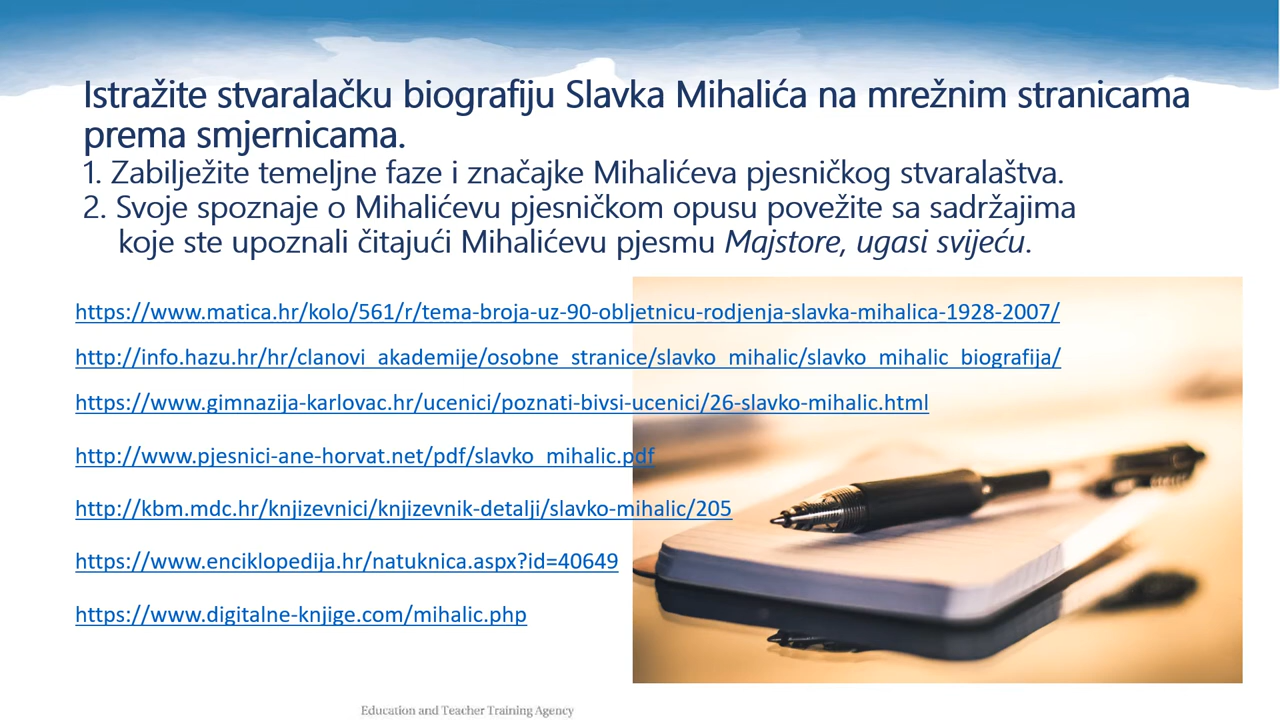 Istražite stvaralačku biografiju Slavka Mihalića na mrežnim stranicama
prema smjernicama.
1. Zabilježite temeljne faze i značajke Mihalićeva pjesničkog stvaralaštva.
2. Svoje spoznaje o Mihalićevu pjesničkom opusu povežite sa sadržajima
koje ste upoznali čitajući Mihalićevu pjesmu Majstore, ugasi svijeću.
https://www.matica.hr/kolo/561/r/tema-broja-uz-90-obljetnicu-rodjenja-slavka-mihalica-1928-2007/
http://info.hazu.hr/hr/clanovi_akademije/osobne_stranice/slavko_mihalic/slavko_mihalic_biografija/
https://www.gimnazija-karlovac.hr/ucenici/poznati-bivsi-ucenici/26-slavko-mihalic.html
http://www.pjesnici-ane-horvat.net/pdf/slavko_mihalic.pdf
http://kbm.mdc.hr/knjizevnici/knjizevnik-detalji/slavko-mihalic/205
https://www.enciklopedija.hr/natuknica.aspx?id=40649
https://www.digitalne-knjige.com/mihalic.php
Education and Teacher Training Agency